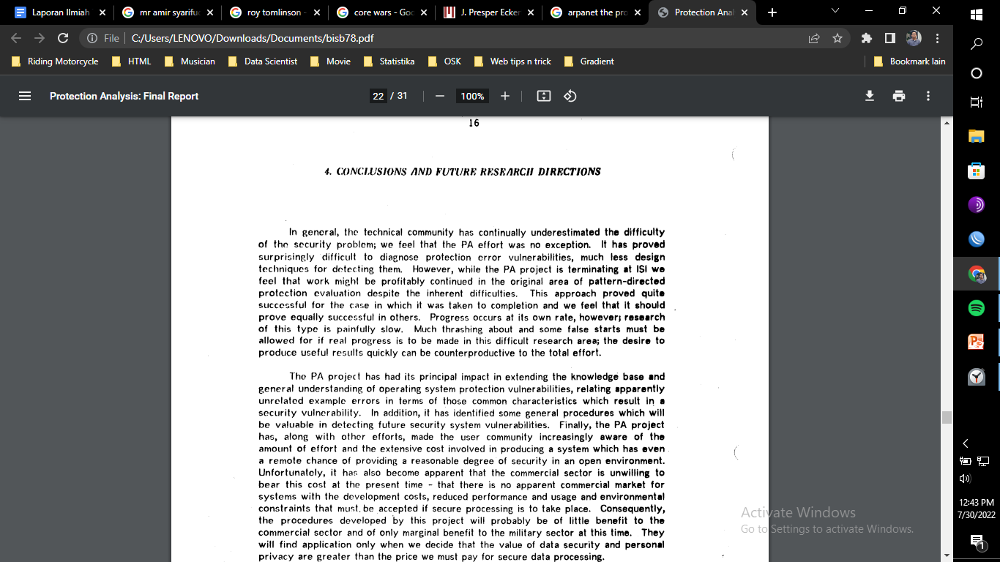 Laporan Ilmiah
mr amir syarifu
roy tomlinson -
core wars - Goo
J. Presper Ecker
arpanet the pro
Protection Anal
File
C:/Users/LENOVO/Downloads/Documents/bisb78.pdf
Riding Motorcycle
HTML
Musician
Data Scientist
Movie
Statistika
OSK
Web tips n trick
Gradient
Bookmark lain
Protection Analysis: Final Report
22 / 31
100%
16
4. CONCLUSIONS AND FUTURE RESEARCH DIRECTIONS
In general, the technical community has continually underestimated the difficulty
of the security problem; we feel that the PA effort was no exception. It has proved
surprisingly difficult to diagnose protection error vulnerabilities, much less design
techniques for detecting them. However, while the PA project is terminating at ISI we
feel that work might be profitably continued in the original area of pattern-directed
protection evaluation despite the inherent difficulties. This approach proved quite
successful for the case in which it was taken to completion and we feel that it should
prove equally successful in others. Progress occurs at its own rate, however; research
of this type is painfully slow. Much thrashing about and some false starts must be
allowed for if real progress is to be made in this difficult research area; the desire to
produce useful results quickly can be counterproductive to the total effort.
The PA project has had its principal impact in extending the knowledge base and
general understanding of operating system protection vulnerabilities, relating apparently
unrelated example errors in terms of those common characteristics which result in a
security vulnerability. In addition, it has identified some general procedures which will
be valuable in detecting future security system vulnerabilities. Finally, the PA project
has, along with other efforts, made the user community increasingly aware of the
amount of effort and the extensive cost involved in producing a system which has even
a remote chance of providing a reasonable degree of security in an open environment.
Unfortunately, it has also become apparent that the commercial sector is unwilling to
bear this cost at the present time - that there is no apparent commercial market for
systems with the development costs, reduced performance and usage and environmental
constraints that must be accepted if secure processing is to take place. Consequently,
the procedures developed by this project will probably be of little benefit to the
commercial sector and of only marginal benefit to the military sector at this time. They
will find application only when we decide that the value of data security and personal
privacy are greater than the price we must pay for secure data processing.
Activate Windows
Go to Settings to activate Windows.
12:43 PM
7/30/2022
1